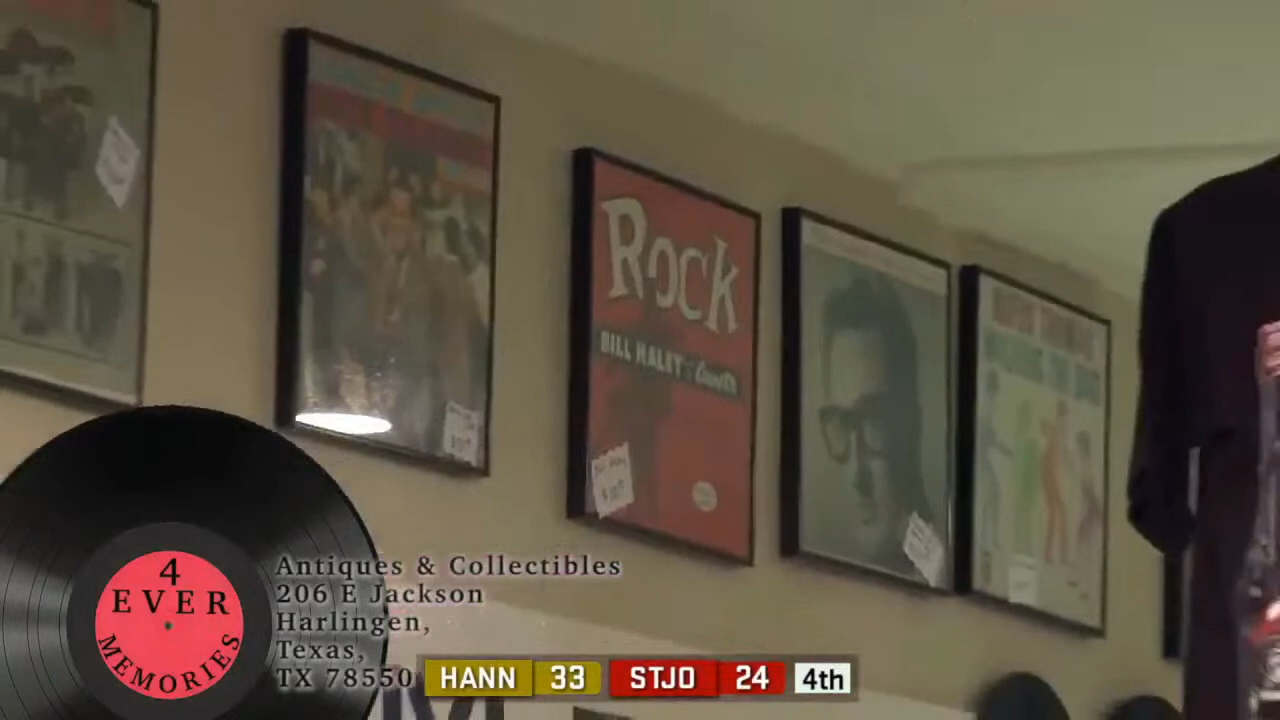 ROCK
BILL HALEY
4
EVER
MEMORIES
Antiques & Collectibles
206 E Jackson
Harlingen,
Texas,
TX 78550
HANN 33 STJO 24 4th